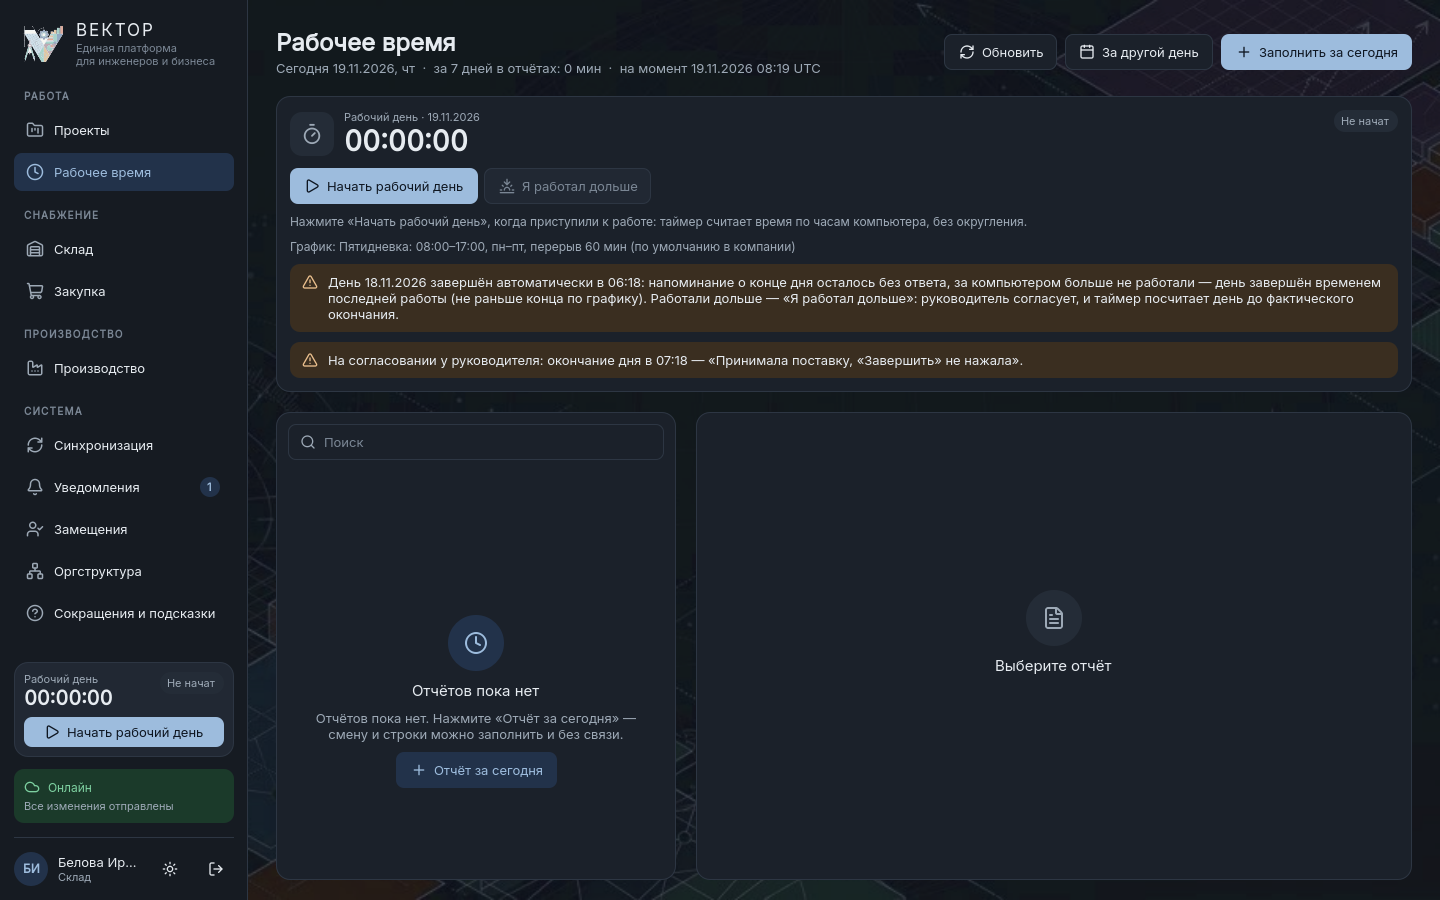 ВЕКТОР
Единая платформа
для инженеров и бизнеса
РАБОТА
Проекты
Рабочее время
СНАБЖЕНИЕ
Склад
Закупка
ПРОИЗВОДСТВО
Производство
СИСТЕМА
Синхронизация
Уведомления 1
Замещения
Оргструктура
Сокращения и подсказки
Рабочий день
00:00:00
Не начат
Начать рабочий день
Онлайн
Все изменения отправлены
БИ
Белова Ир...
Склад
Рабочее время
Сегодня 19.11.2026, чт · за 7 дней в отчётах: 0 мин · на момент 19.11.2026 08:19 UTC
Обновить
За другой день
Заполнить за сегодня
Рабочий день · 19.11.2026
00:00:00
Не начат
Начать рабочий день
Я работал дольше
Нажмите «Начать рабочий день», когда приступили к работе: таймер считает время по часам компьютера, без округления.
График: Пятидневка: 08:00–17:00, пн–пт, перерыв 60 мин (по умолчанию в компании)
День 18.11.2026 завершён автоматически в 06:18: напоминание о конце дня осталось без ответа, за компьютером больше не работали — день завершён временем
последней работы (не раньше конца по графику). Работали дольше — «Я работал дольше»: руководитель согласует, и таймер посчитает день до фактического
окончания.
На согласовании у руководителя: окончание дня в 07:18 — «Принимала поставку, «Завершить» не нажала».
Поиск
Отчётов пока нет
Отчётов пока нет. Нажмите «Отчёт за сегодня» —
смену и строки можно заполнить и без связи.
Отчёт за сегодня
Выберите отчёт